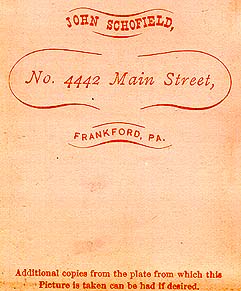 JOHN SCHOFIELD,
No. 4442 Main Street,
FRANKFORD, PA.
Additional copies from the plate from which this
Picture is taken can be had if desired.